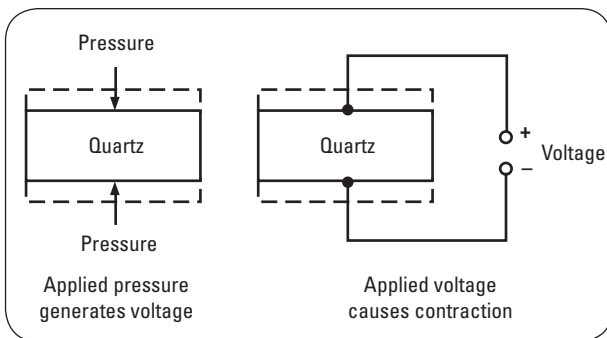 Pressure
Quartz
Pressure
Applied pressure
generates voltage
Quartz
+
Voltage
–
Applied voltage
causes contraction